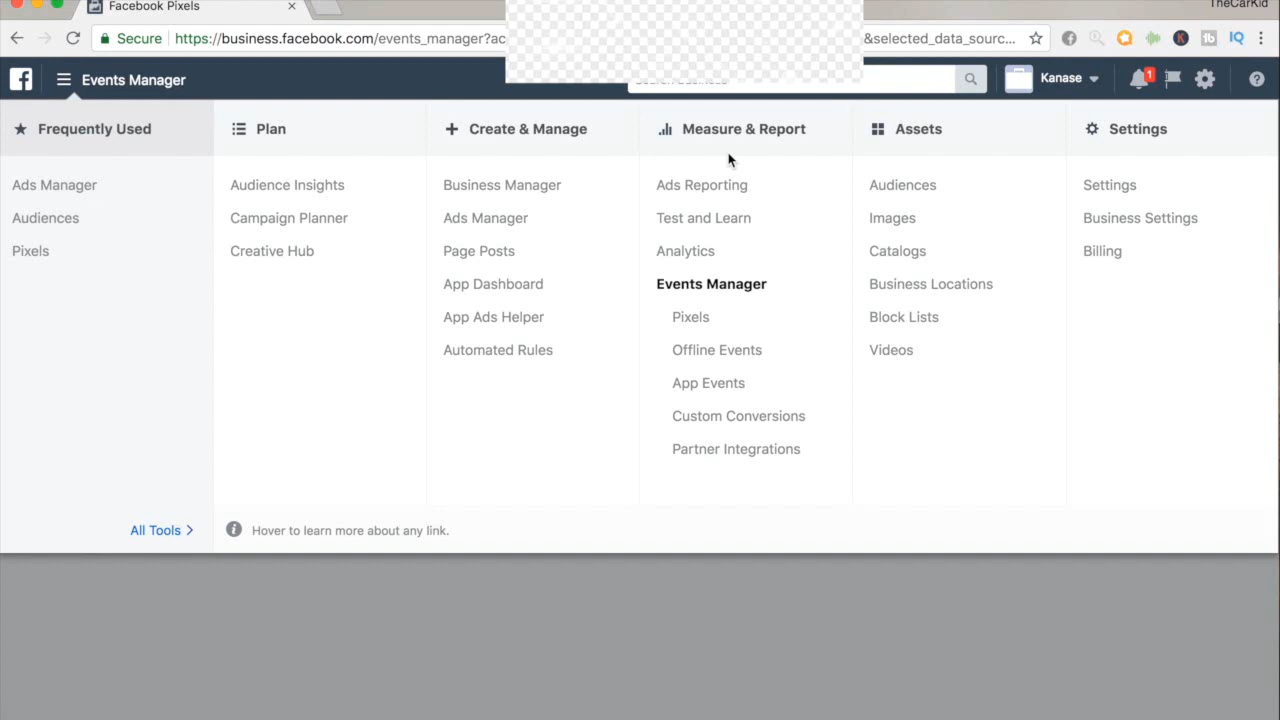 Facebook Pixels
TheCarKid
Secure https://business.facebook.com/events_manager?ac
&selected_data_sourc...
Events Manager
Kanase
1
Frequently Used
Ads Manager
Audiences
Pixels
All Tools >
Plan
Audience Insights
Campaign Planner
Creative Hub
Create & Manage
Business Manager
Ads Manager
Page Posts
App Dashboard
App Ads Helper
Automated Rules
Measure & Report
Ads Reporting
Test and Learn
Analytics
Events Manager
Pixels
Offline Events
App Events
Custom Conversions
Partner Integrations
Assets
Audiences
Images
Catalogs
Business Locations
Block Lists
Videos
Settings
Settings
Business Settings
Billing
Hover to learn more about any link.